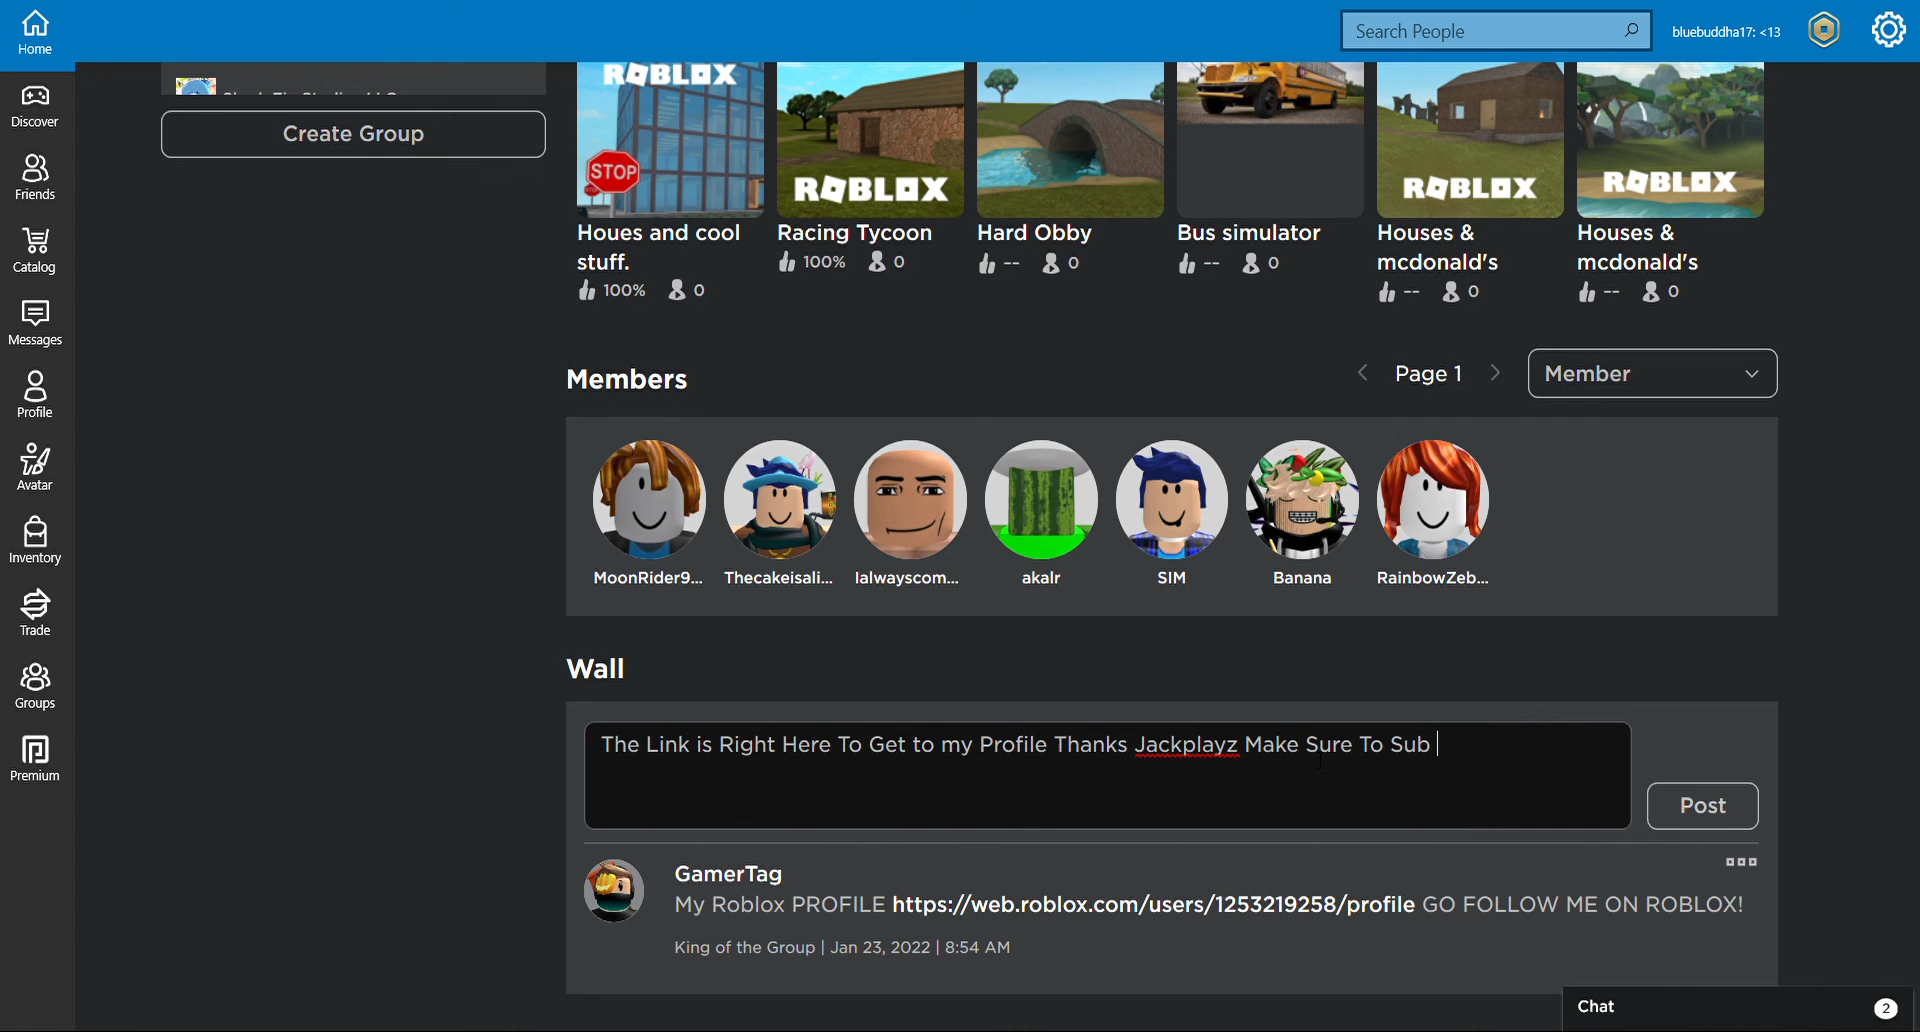 Home
Search People
bluebuddha17: <13
Discover
Friends
Catalog
Messages
Profile
Avatar
Inventory
Trade
Groups
Premium
Create Group
ROBLOX
STOP
ROBLOX
ROBLOX
ROBLOX
Houes and cool
stuff.
100% 0
Racing Tycoon
100% 0
Hard Obby
-- 0
Bus simulator
-- 0
Houses &
mcdonald's
-- 0
Houses &
mcdonald's
-- 0
Members
Page 1
Member
MoonRider9...
Thecakeisali...
Ialwayscom...
akalr
SIM
Banana
RainbowZeb...
Wall
The Link is Right Here To Get to my Profile Thanks Jackplayz Make Sure To Sub
Post
GamerTag
My Roblox PROFILE https://web.roblox.com/users/1253219258/profile GO FOLLOW ME ON ROBLOX!
King of the Group | Jan 23, 2022 | 8:54 AM
Chat
2